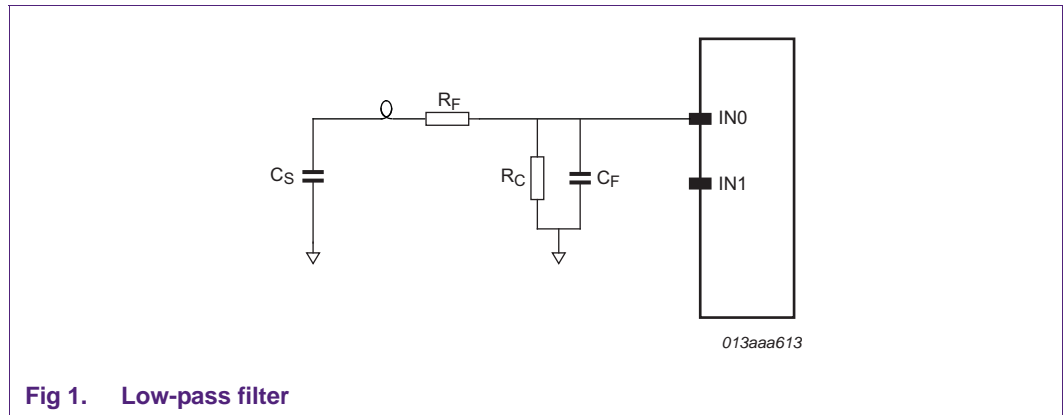 R_F
IN0
C_S
R_C
C_F
IN1
013aaa613
Fig 1. Low-pass filter